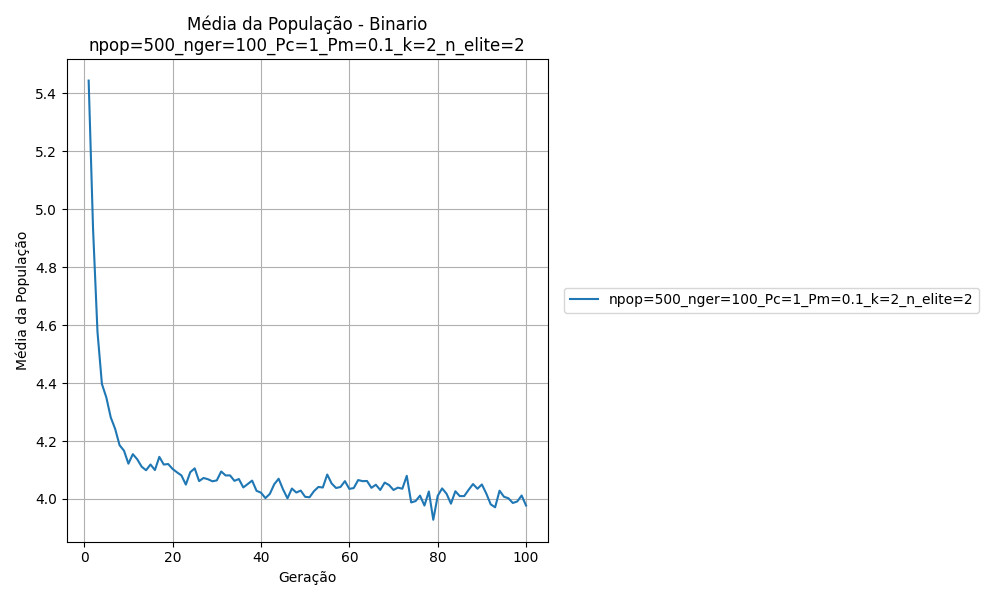 Média da População - Binario
npop=500_nger=100_Pc=1_Pm=0.1_k=2_n_elite=2
5.4
5.2
5.0
4.8
4.6
4.4
4.2
4.0
Média da População
0 20 40 60 80 100
Geração
npop=500_nger=100_Pc=1_Pm=0.1_k=2_n_elite=2